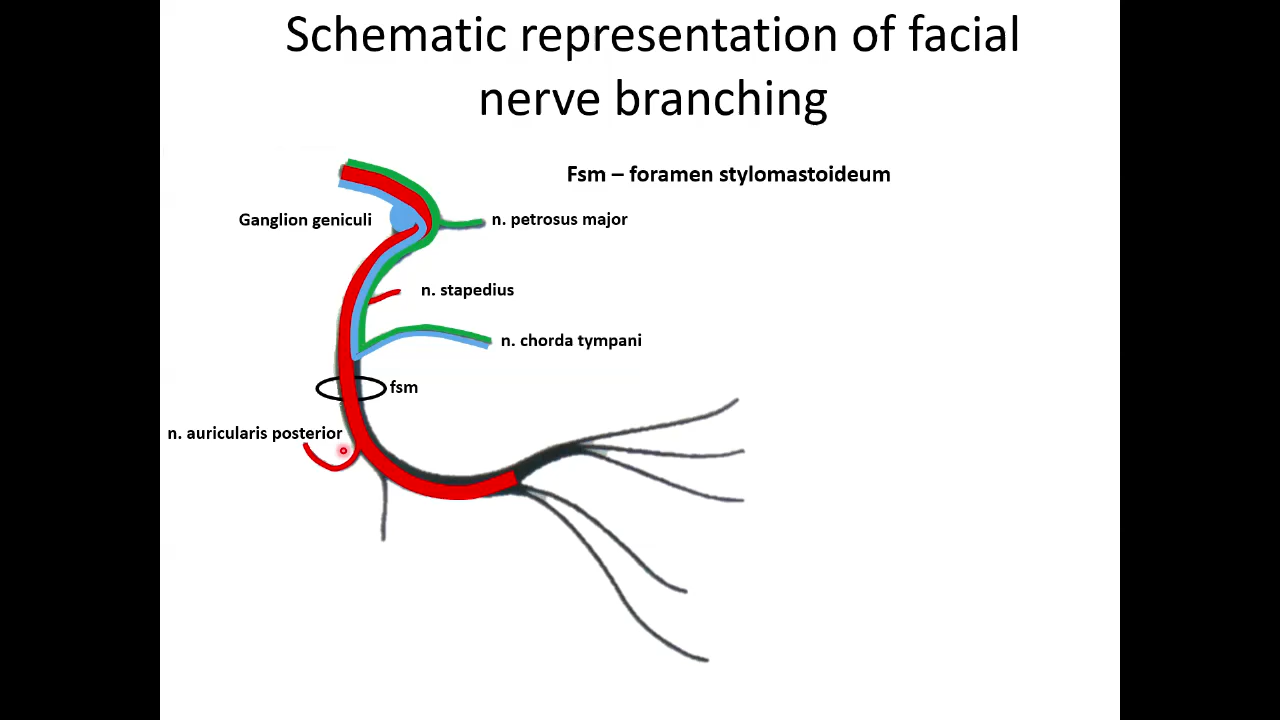 Schematic representation of facial
nerve branching
Fsm – foramen stylomastoideum
Ganglion geniculi
n. petrosus major
n. stapedius
n. chorda tympani
fsm
n. auricularis posterior